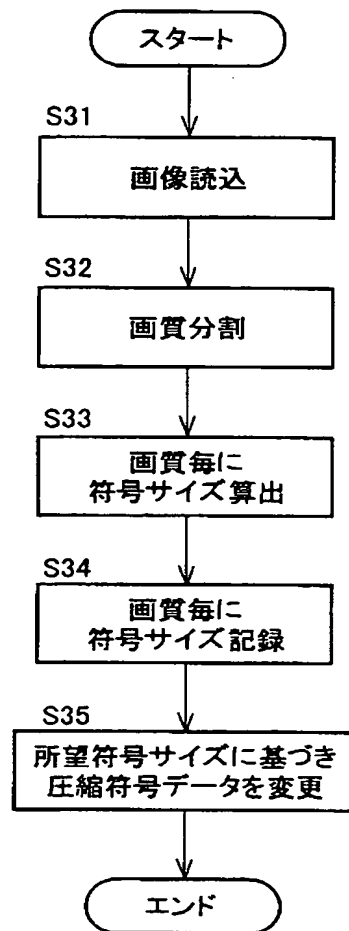 スタート
S31
画像読込
S32
画質分割
S33
画質毎に
符号サイズ算出
S34
画質毎に
符号サイズ記録
S35
所望符号サイズに基づき
圧縮符号データを変更
エンド